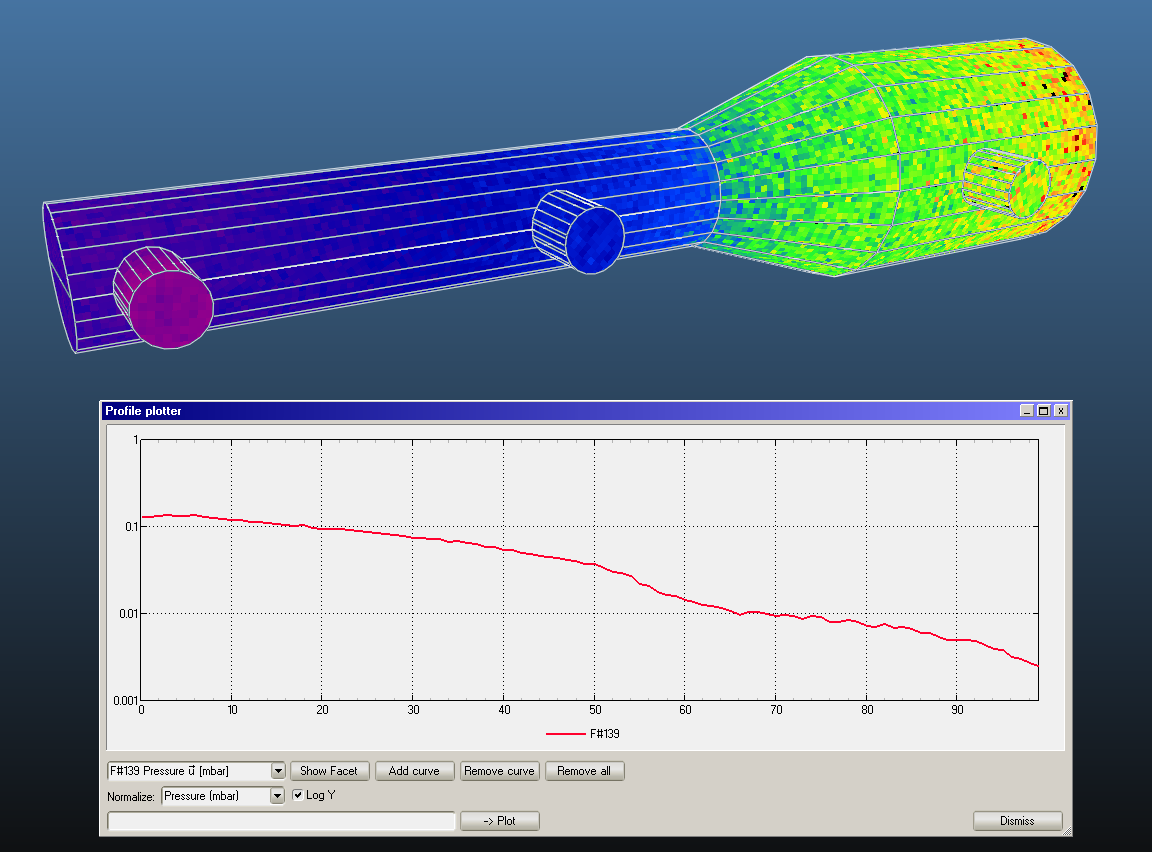 Profile plotter
1
0.1
0.01
0.001
0 10 20 30 40 50 60 70 80 90
F#139
F#139 Pressure ū [mbar] Show Facet Add curve Remove curve Remove all
Normalize: Pressure (mbar) Log Y
-> Plot Dismiss